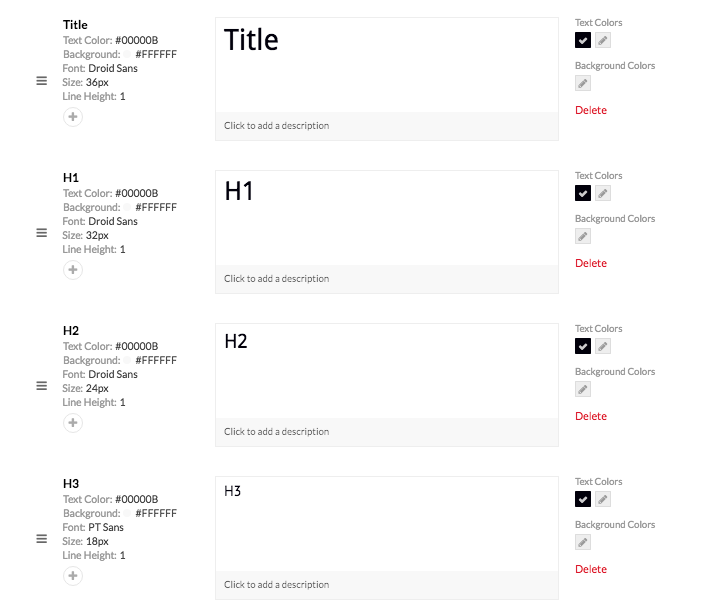 Title
Text Color: #00000B
Background: #FFFFFF
Font: Droid Sans
Size: 36px
Line Height: 1
Title
Click to add a description
Text Colors
Background Colors
Delete
H1
Text Color: #00000B
Background: #FFFFFF
Font: Droid Sans
Size: 32px
Line Height: 1
H1
Click to add a description
Text Colors
Background Colors
Delete
H2
Text Color: #00000B
Background: #FFFFFF
Font: Droid Sans
Size: 24px
Line Height: 1
H2
Click to add a description
Text Colors
Background Colors
Delete
H3
Text Color: #00000B
Background: #FFFFFF
Font: PT Sans
Size: 18px
Line Height: 1
H3
Click to add a description
Text Colors
Background Colors
Delete